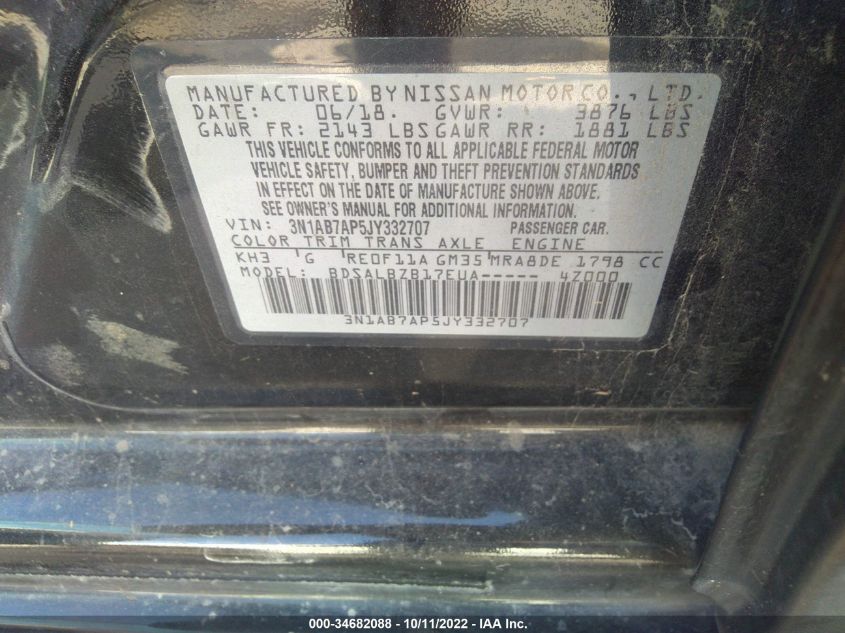 MANUFACTURED BY NISSAN MOTOR CO., LTD.
DATE: 06/18. GVWR: 3876 LBS
GAWR FR: 2143 LBS GAWR RR: 1881 LBS
THIS VEHICLE CONFORMS TO ALL APPLICABLE FEDERAL MOTOR
VEHICLE SAFETY, BUMPER AND THEFT PREVENTION STANDARDS
IN EFFECT ON THE DATE OF MANUFACTURE SHOWN ABOVE.
SEE OWNER'S MANUAL FOR ADDITIONAL INFORMATION
VIN: 3N1AB7AP5JY332707 PASSENGER CAR.
COLOR TRIM TRANS AXLE ENGINE
KH3 G RE0F11A GM35 MRA8DE 1798 CC
MODEL: BDSALBZB17EUA----- 4Z000
3N1AB7AP5JY332707
000-34682088 - 10/11/2022 - IAA Inc.